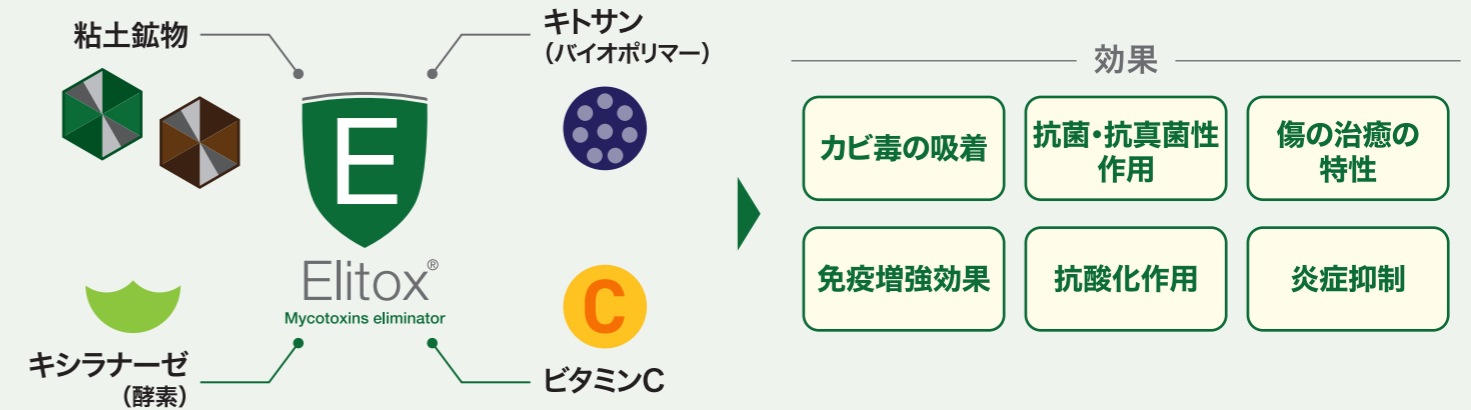 粘土鉱物
キトサン
（バイオポリマー）
E
Elitox®
Mycotoxins eliminator
C
キシラナーゼ
（酵素）
ビタミンC
効果
カビ毒の吸着
抗菌・抗真菌性
作用
傷の治癒の
特性
免疫増強効果
抗酸化作用
炎症抑制